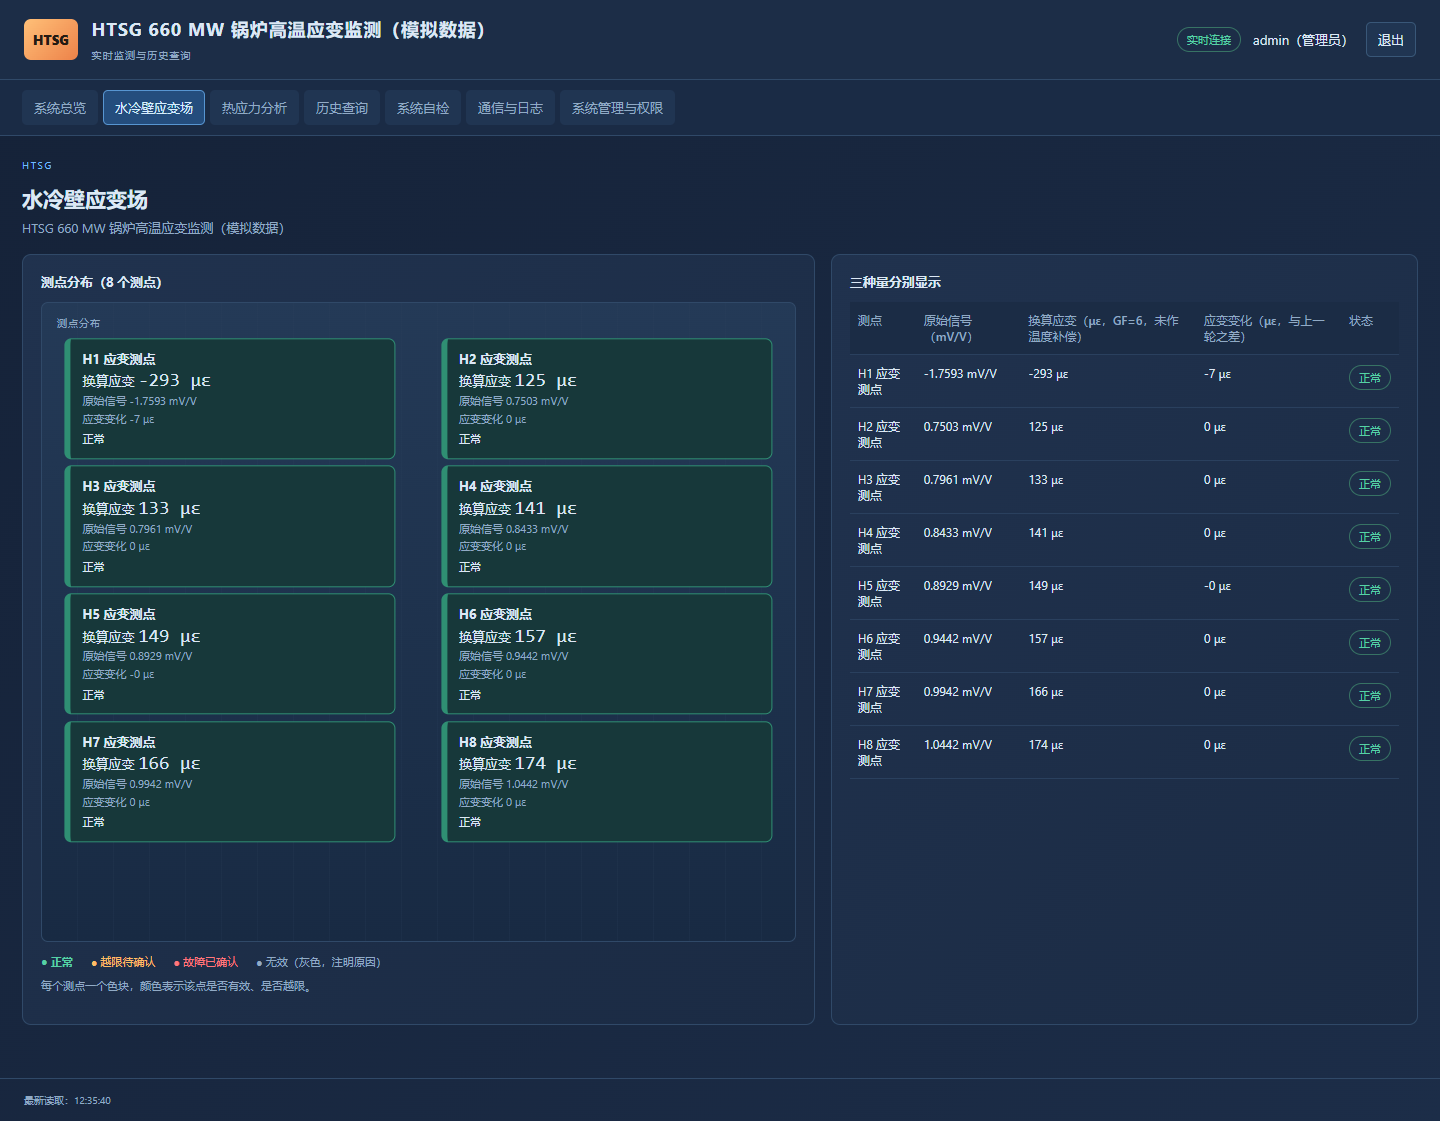 HTSG
HTSG 660 MW 锅炉高温应变监测（模拟数据）
实时监测与历史查询
实时连接
admin（管理员）
退出
系统总览
水冷壁应变场
热应力分析
历史查询
系统自检
通信与日志
系统管理与权限
HTSG
水冷壁应变场
HTSG 660 MW 锅炉高温应变监测（模拟数据）
测点分布（8 个测点）
测点分布
H1 应变测点
换算应变 -293 µε
原始信号 -1.7593 mV/V
应变变化 -7 µε
正常
H2 应变测点
换算应变 125 µε
原始信号 0.7503 mV/V
应变变化 0 µε
正常
H3 应变测点
换算应变 133 µε
原始信号 0.7961 mV/V
应变变化 0 µε
正常
H4 应变测点
换算应变 141 µε
原始信号 0.8433 mV/V
应变变化 0 µε
正常
H5 应变测点
换算应变 149 µε
原始信号 0.8929 mV/V
应变变化 -0 µε
正常
H6 应变测点
换算应变 157 µε
原始信号 0.9442 mV/V
应变变化 0 µε
正常
H7 应变测点
换算应变 166 µε
原始信号 0.9942 mV/V
应变变化 0 µε
正常
H8 应变测点
换算应变 174 µε
原始信号 1.0442 mV/V
应变变化 0 µε
正常
● 正常
● 越限待确认
● 故障已确认
● 无效（灰色，注明原因）
每个测点一个色块，颜色表示该点是否有效、是否越限。
三种量分别显示
测点
原始信号
（mV/V）
换算应变（µε，GF=6，未作
温度补偿）
应变变化（µε，与上一
轮之差）
状态
H1 应变
测点
-1.7593 mV/V
-293 µε
-7 µε
正常
H2 应变
测点
0.7503 mV/V
125 µε
0 µε
正常
H3 应变
测点
0.7961 mV/V
133 µε
0 µε
正常
H4 应变
测点
0.8433 mV/V
141 µε
0 µε
正常
H5 应变
测点
0.8929 mV/V
149 µε
-0 µε
正常
H6 应变
测点
0.9442 mV/V
157 µε
0 µε
正常
H7 应变
测点
0.9942 mV/V
166 µε
0 µε
正常
H8 应变
测点
1.0442 mV/V
174 µε
0 µε
正常
最新读取：12:35:40